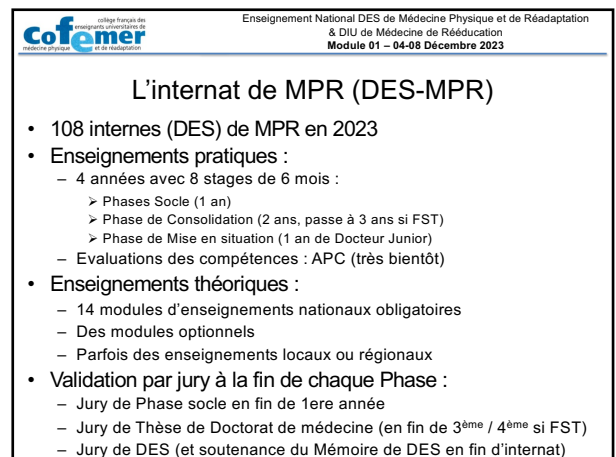 collège français des
enseignants universitaires de
Cofemer
médecine physique et de réadaptation
Enseignement National DES de Médecine Physique et de Réadaptation
& DIU de Médecine de Rééducation
Module 01 – 04-08 Décembre 2023
L'internat de MPR (DES-MPR)
• 108 internes (DES) de MPR en 2023
• Enseignements pratiques :
– 4 années avec 8 stages de 6 mois :
➢ Phases Socle (1 an)
➢ Phase de Consolidation (2 ans, passe à 3 ans si FST)
➢ Phase de Mise en situation (1 an de Docteur Junior)
– Evaluations des compétences : APC (très bientôt)
• Enseignements théoriques :
– 14 modules d'enseignements nationaux obligatoires
– Des modules optionnels
– Parfois des enseignements locaux ou régionaux
• Validation par jury à la fin de chaque Phase :
– Jury de Phase socle en fin de 1ere année
– Jury de Thèse de Doctorat de médecine (en fin de 3ème / 4ème si FST)
– Jury de DES (et soutenance du Mémoire de DES en fin d'internat)